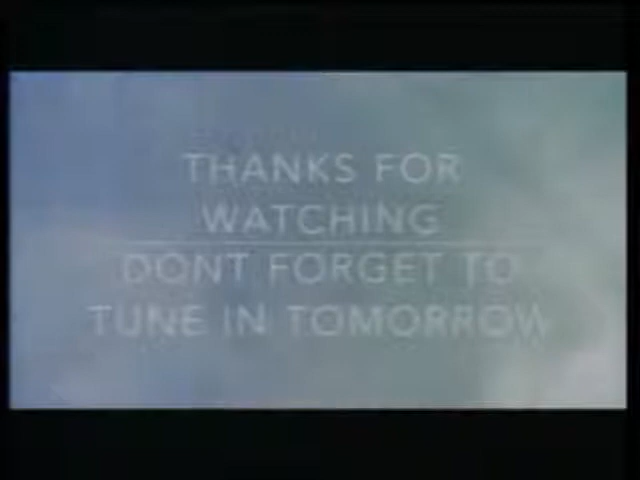 THANKS FOR
WATCHING
DONT FORGET TO
TUNE IN TOMORROW